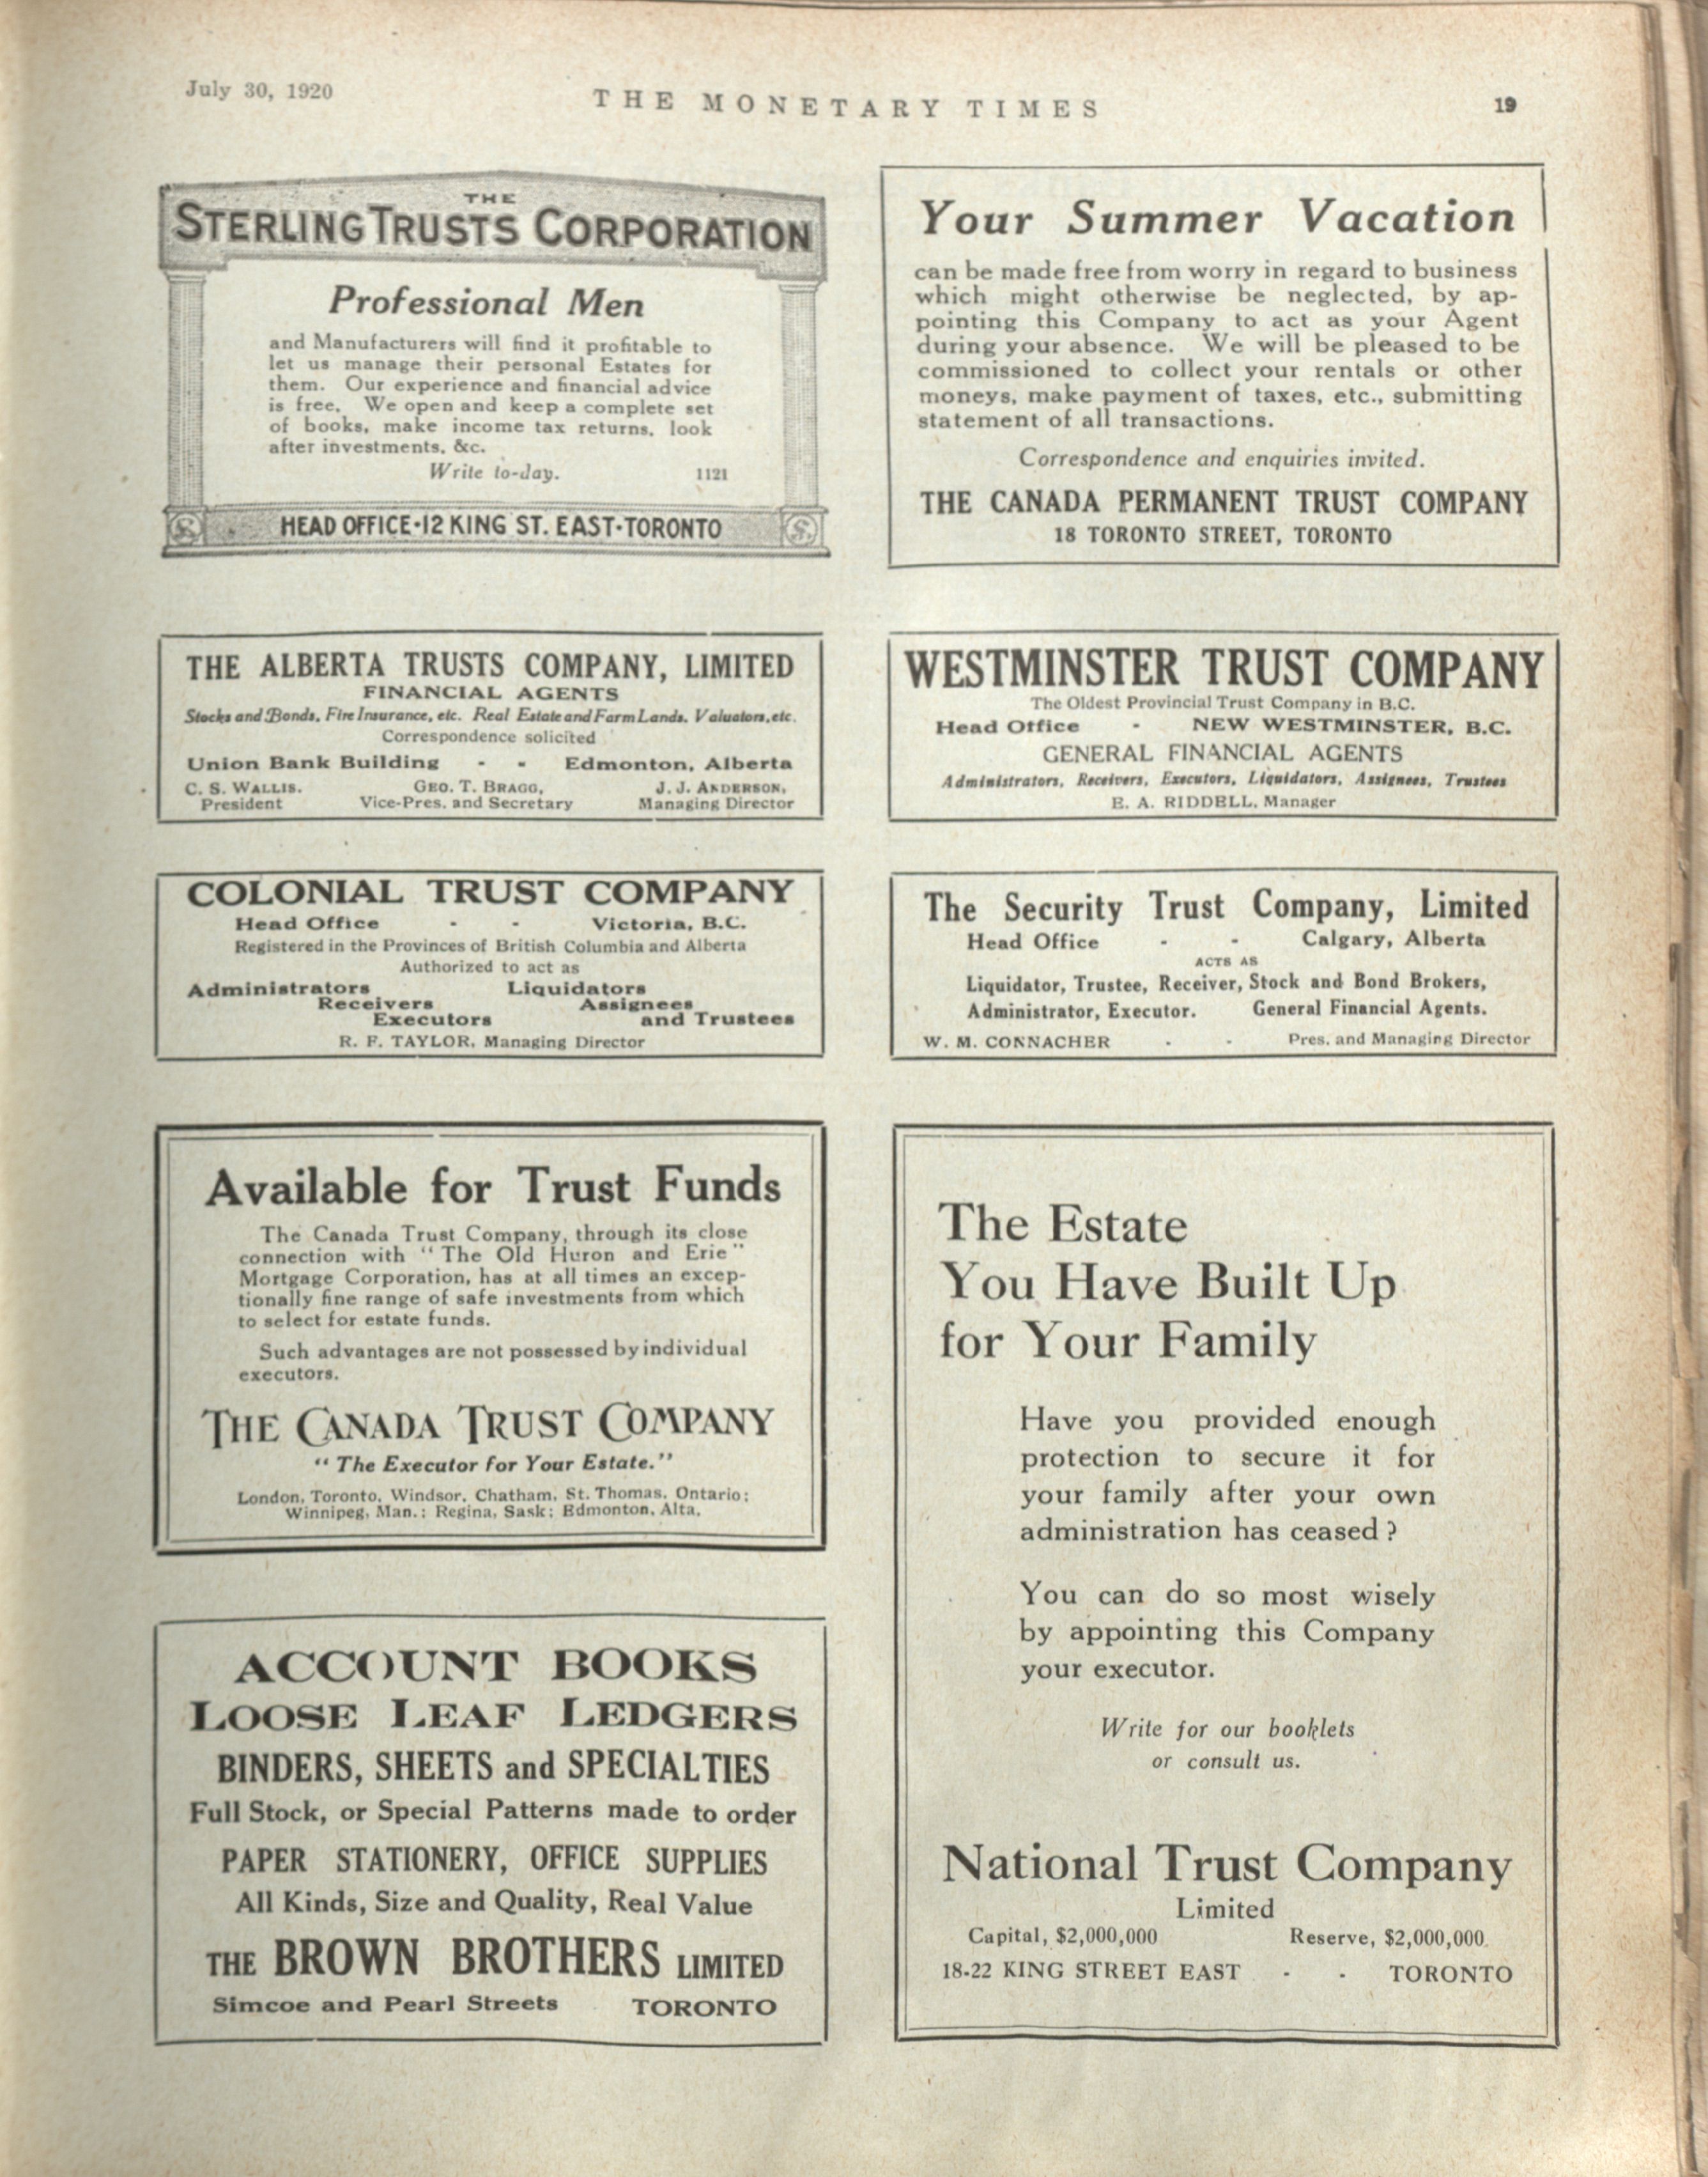 July 30, 1920
THE MONETARY TIMES
19
THE
STERLING TRUSTS CORPORATION
Professional Men
and Manufacturers will find it profitable to
let us manage their personal Estates for
them. Our experience and financial advice
is free. We open and keep a complete set
of books, make income tax returns, look
after investments, &c.
Write to-day.
1121
HEAD OFFICE·12 KING ST. EAST·TORONTO
Your Summer Vacation
can be made free from worry in regard to business
which might otherwise be neglected, by ap-
pointing this Company to act as your Agent
during your absence. We will be pleased to be
commissioned to collect your rentals or other
moneys, make payment of taxes, etc., submitting
statement of all transactions.
Correspondence and enquiries invited.
THE CANADA PERMANENT TRUST COMPANY
18 TORONTO STREET, TORONTO
THE ALBERTA TRUSTS COMPANY, LIMITED
FINANCIAL AGENTS
Stocks and Bonds, Fire Insurance, etc. Real Estate and Farm Lands. Valuators, etc.
Correspondence solicited
Union Bank Building - - Edmonton, Alberta
C. S. WALLIS, GEO. T. BRAGG, J. J. ANDERSON,
President Vice-Pres. and Secretary Managing Director
WESTMINSTER TRUST COMPANY
The Oldest Provincial Trust Company in B.C.
Head Office - NEW WESTMINSTER, B.C.
GENERAL FINANCIAL AGENTS
Administrators, Receivers, Executors, Liquidators, Assignees, Trustees
E. A. RIDDELL, Manager
COLONIAL TRUST COMPANY
Head Office - - Victoria, B.C.
Registered in the Provinces of British Columbia and Alberta
Authorized to act as
Administrators Liquidators
Receivers Assignees
Executors and Trustees
R. F. TAYLOR, Managing Director
The Security Trust Company, Limited
Head Office - - Calgary, Alberta
ACTS AS
Liquidator, Trustee, Receiver, Stock and Bond Brokers,
Administrator, Executor. General Financial Agents.
W. M. CONNACHER - - Pres. and Managing Director
Available for Trust Funds
The Canada Trust Company, through its close
connection with "The Old Huron and Erie"
Mortgage Corporation, has at all times an excep-
tionally fine range of safe investments from which
to select for estate funds.
Such advantages are not possessed by individual
executors.
THE CANADA TRUST COMPANY
"The Executor for Your Estate."
London, Toronto, Windsor, Chatham, St. Thomas, Ontario;
Winnipeg, Man.; Regina, Sask; Edmonton, Alta.
ACCOUNT BOOKS
LOOSE LEAF LEDGERS
BINDERS, SHEETS and SPECIALTIES
Full Stock, or Special Patterns made to order
PAPER STATIONERY, OFFICE SUPPLIES
All Kinds, Size and Quality, Real Value
THE BROWN BROTHERS LIMITED
Simcoe and Pearl Streets TORONTO
The Estate
You Have Built Up
for Your Family
Have you provided enough
protection to secure it for
your family after your own
administration has ceased?
You can do so most wisely
by appointing this Company
your executor.
Write for our booklets
or consult us.
National Trust Company
Limited
Capital, $2,000,000 Reserve, $2,000,000
18-22 KING STREET EAST - - TORONTO